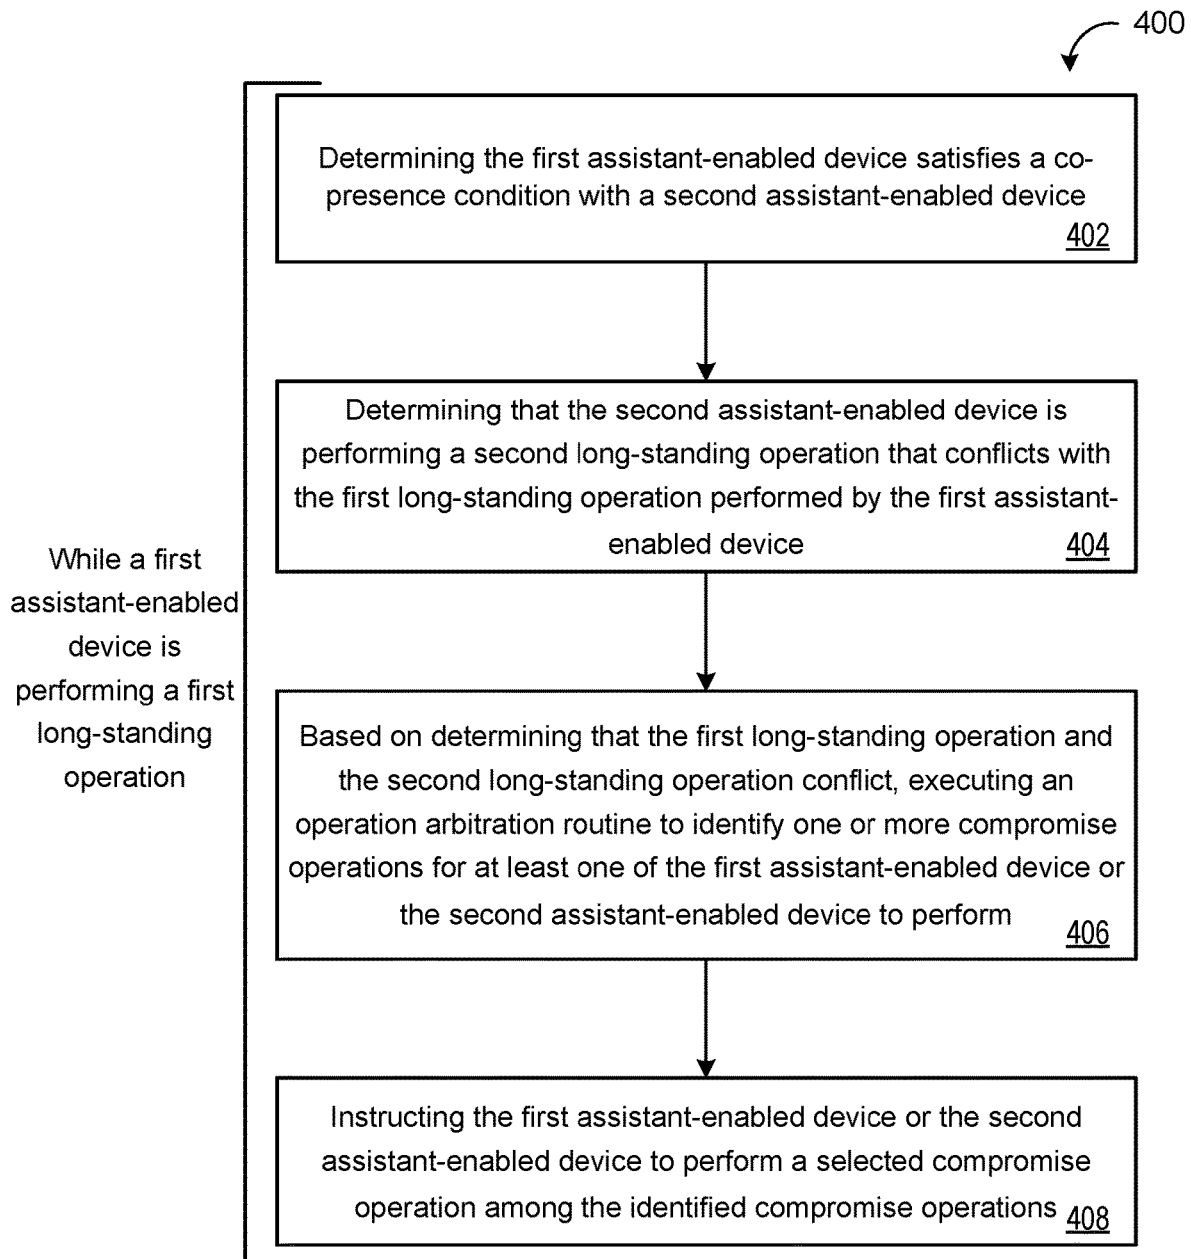 400
Determining the first assistant-enabled device satisfies a co-
presence condition with a second assistant-enabled device
402
Determining that the second assistant-enabled device is
performing a second long-standing operation that conflicts with
the first long-standing operation performed by the first assistant-
enabled device
404
While a first
assistant-enabled
device is
performing a first
long-standing
operation
Based on determining that the first long-standing operation and
the second long-standing operation conflict, executing an
operation arbitration routine to identify one or more compromise
operations for at least one of the first assistant-enabled device or
the second assistant-enabled device to perform
406
Instructing the first assistant-enabled device or the second
assistant-enabled device to perform a selected compromise
operation among the identified compromise operations
408